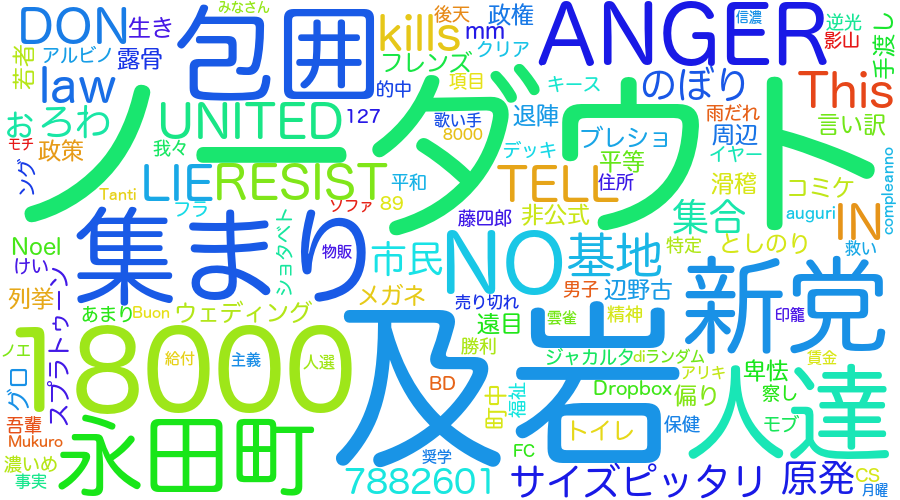 みなさん
DON
生き
アルビノ
露骨
若者
law
包囲
kills
後天
政権
mm
クリア
フレンズ
的中
項目
ANGER
信濃
逆光
影山
手渡し
キース
のぼり
This
おろわ
UNITED
127
歌い手
8000
退陣
ブレショ
周辺
雨だれ
言い訳
モチ
政策
我々
ノーダウト
デッキ
平等
イヤー
ソング
LIE
RESIST
平和
89
TELL
住所
滑稽
コミケ
compleanno
Tanti
フラ
ソファ
藤四郎
非公式
集合
auguri
IN
Noel
けい
集まり
ショタベト
物販
市民
NO
基地
特定
としのり
救い
列挙
メガネ
売り切れ
男子
辺野古
新党
あまり
Buon
ウェディング
雲雀
精神
印籠
遠目
勝利
スプラトゥーン
ノエ
18000
給付
主義
人選
及岩
ジャカルタ
di
ランダム
アリキ
賃金
グロ
BD
町中
福祉
Dropbox
偏り
卑怯
察し
人達
吾輩
Mukuro
永田町
トイレ
保健
モブ
濃いめ
事実
奨学
FC
7882601
サイズピッタリ
原発
CS
月曜